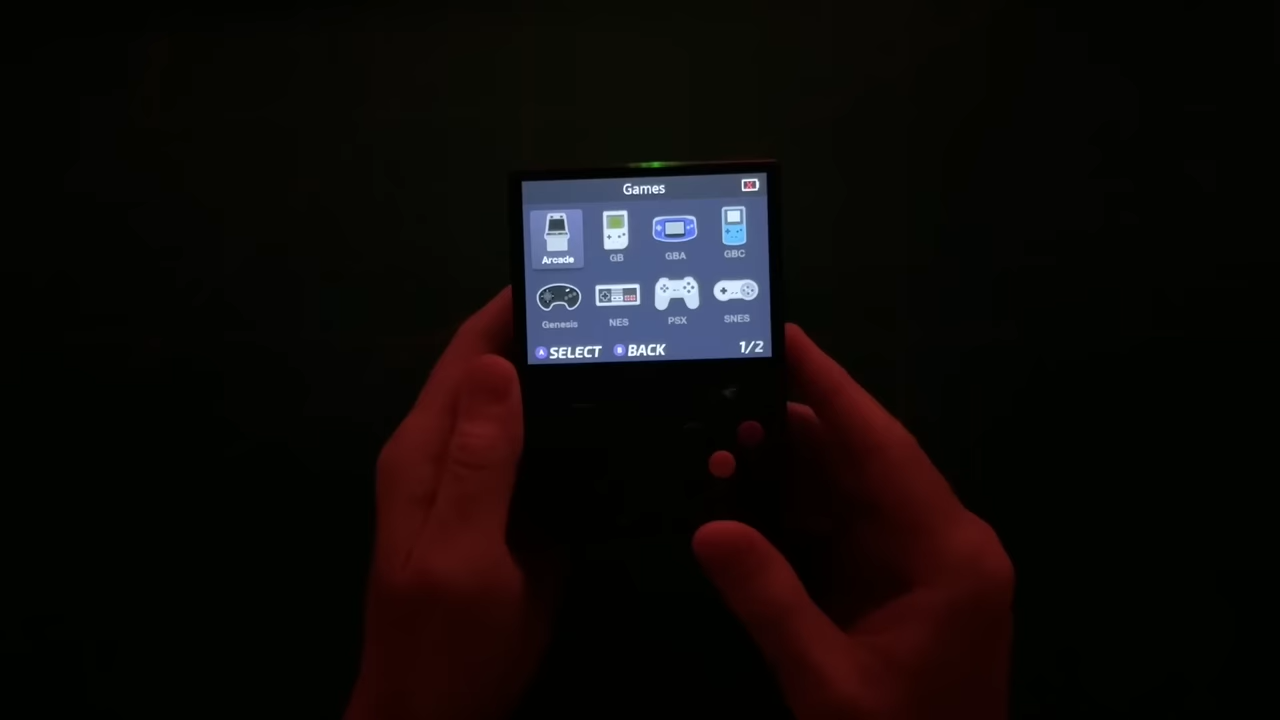 Games
Arcade GB GBA GBC
Genesis NES PSX SNES
A SELECT B BACK 1/2